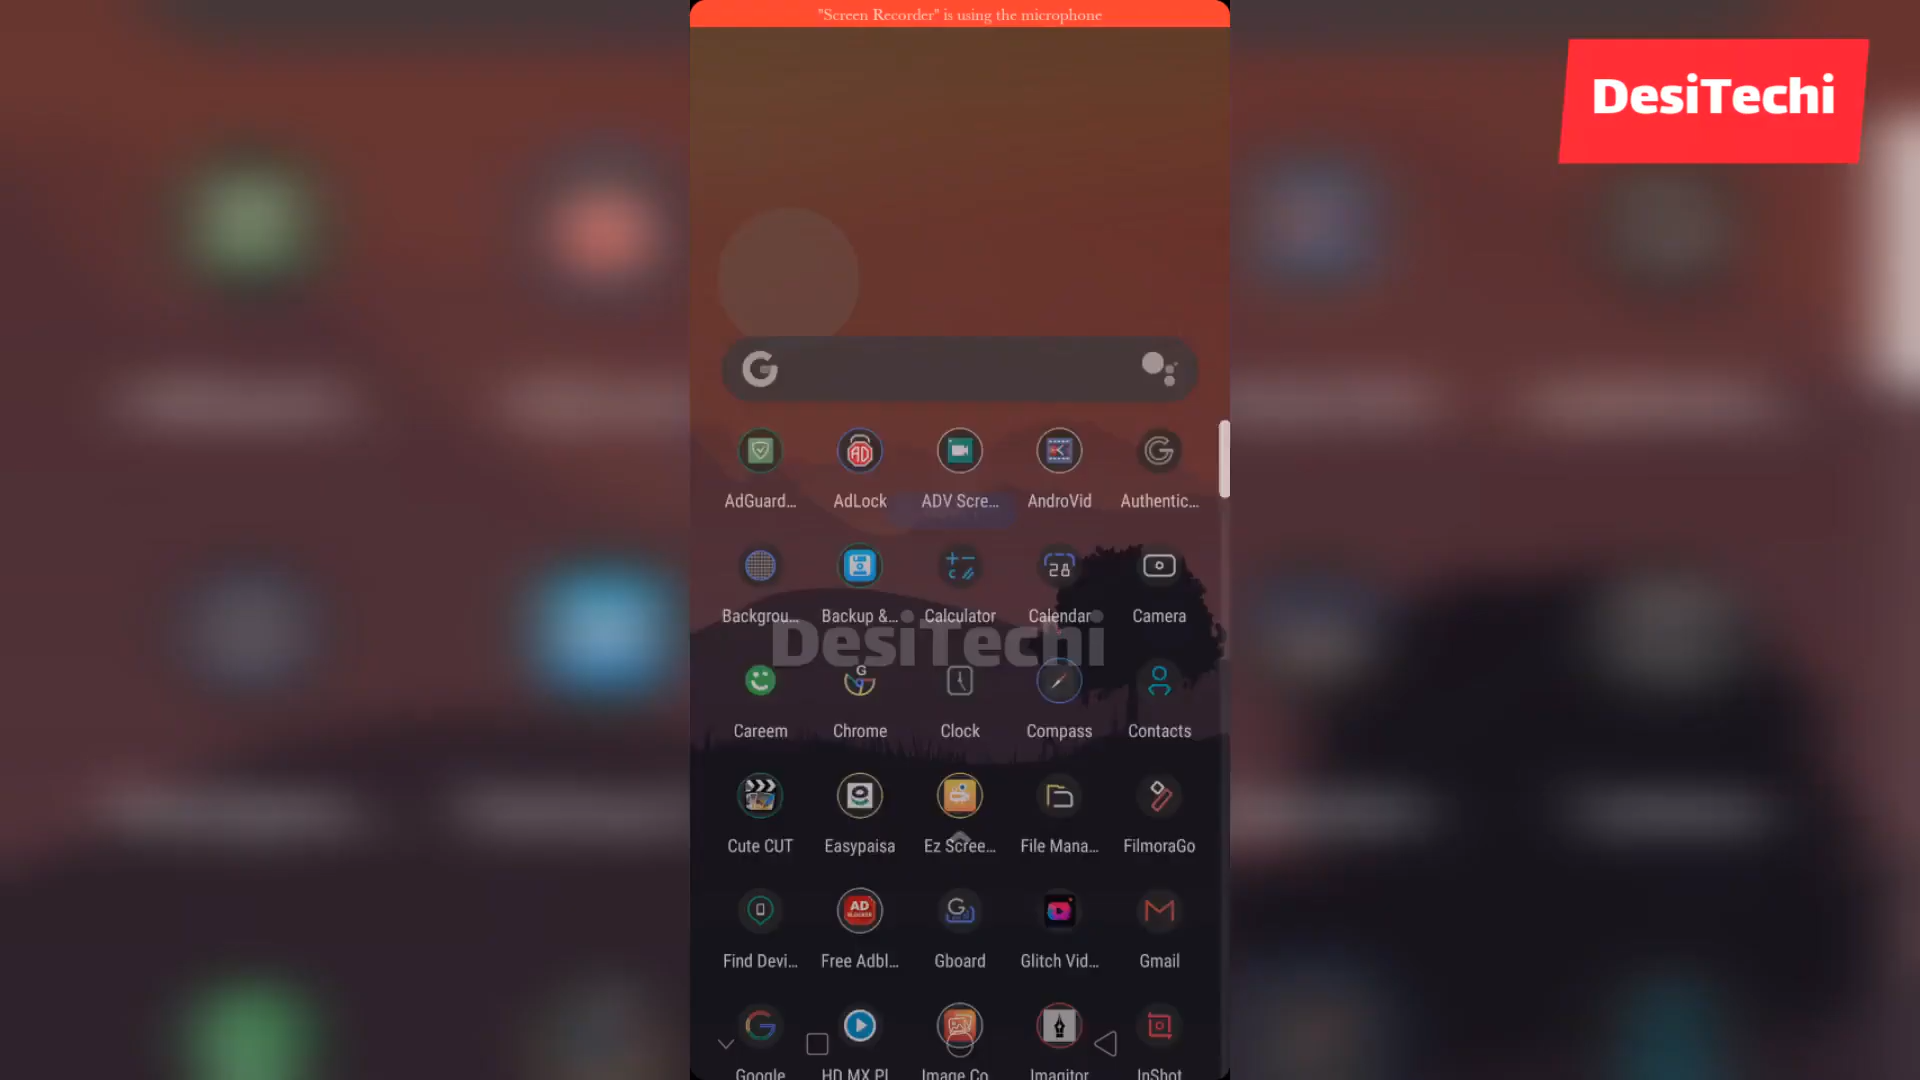 "Screen Recorder" is using the microphone
DesiTechi
AdGuard... AdLock ADV Scre... AndroVid Authentic...
28
Backgrou... Backup &... Calculator Calendar Camera
DesiTechi
Careem Chrome Clock Compass Contacts
Cute CUT Easypaisa Ez Scree... File Mana... FilmoraGo
AD
Find Devi... Free Adbl... Gboard Glitch Vid... Gmail
Google HD MX Pl Image Co Imagitor InShot